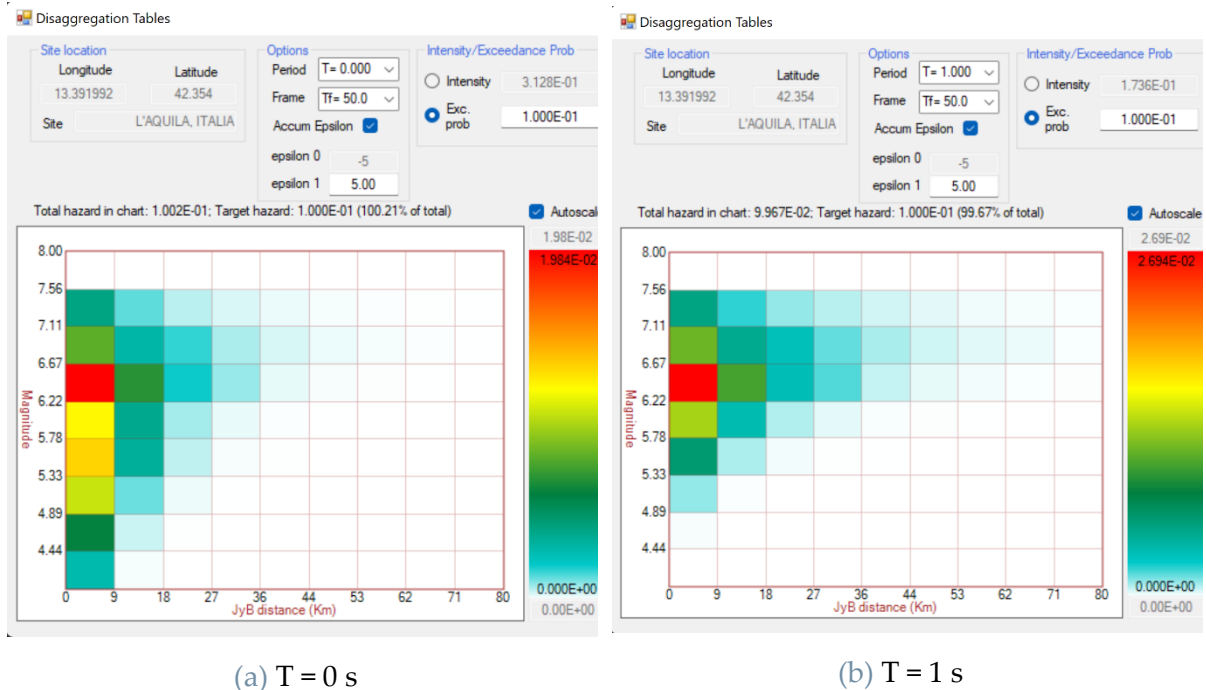 Disaggregation Tables
Site location
Longitude Latitude
13.391992 42.354
Site L'AQUILA, ITALIA
Options
Period T= 0.000
Frame Tf= 50.0
Accum Epsilon
epsilon 0 -5
epsilon 1 5.00
Intensity/Exceedance Prob
Intensity 3.128E-01
Exc. prob 1.000E-01
Total hazard in chart: 1.002E-01; Target hazard: 1.000E-01 (100.21% of total)
Autoscale
1.98E-02
1.984E-02
0.000E+00
0.00E+00
8.00
7.56
7.11
6.67
6.22
5.78
5.33
4.89
4.44
Magnitude
0 9 18 27 36 44 53 62 71 80
JyB distance (Km)
(a) T = 0 s
Disaggregation Tables
Site location
Longitude Latitude
13.391992 42.354
Site L'AQUILA, ITALIA
Options
Period T= 1.000
Frame Tf= 50.0
Accum Epsilon
epsilon 0 -5
epsilon 1 5.00
Intensity/Exceedance Prob
Intensity 1.736E-01
Exc. prob 1.000E-01
Total hazard in chart: 9.967E-02; Target hazard: 1.000E-01 (99.67% of total)
Autoscale
2.69E-02
2.694E-02
0.000E+00
0.00E+00
8.00
7.56
7.11
6.67
6.22
5.78
5.33
4.89
4.44
Magnitude
0 9 18 27 36 44 53 62 71 80
JyB distance (Km)
(b) T = 1 s